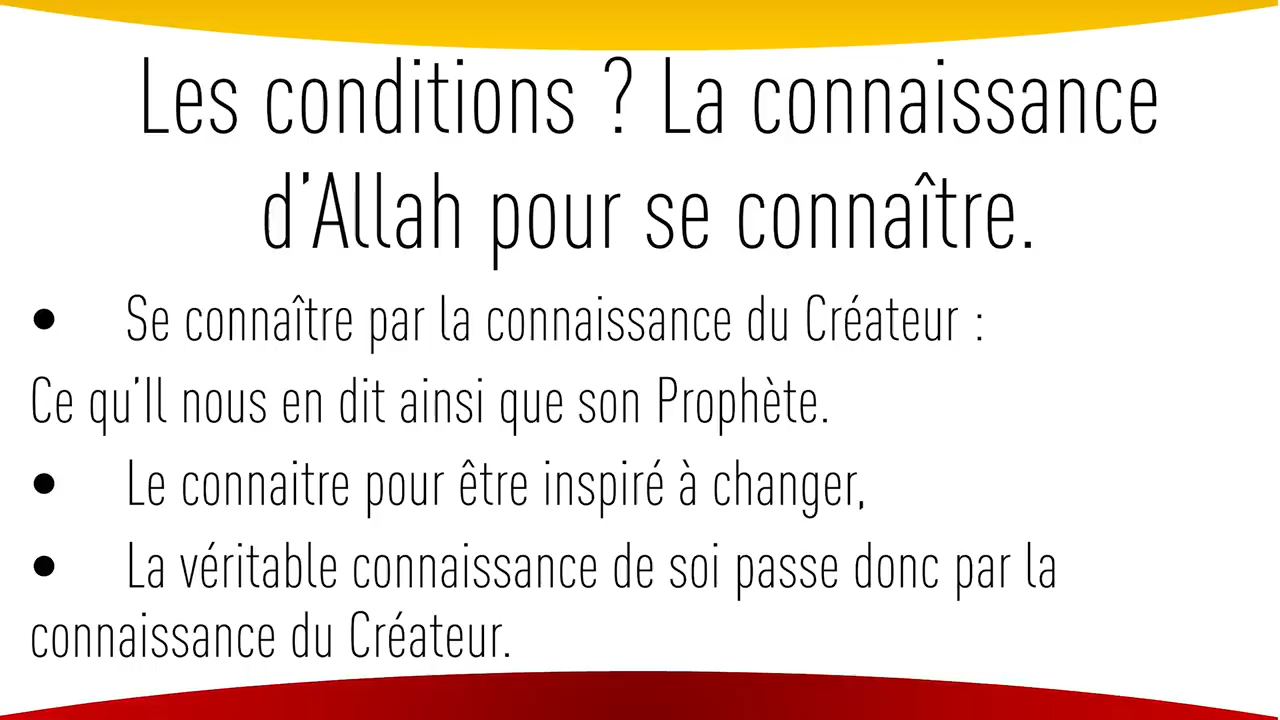 Les conditions ? La connaissance
d'Allah pour se connaître.
• Se connaître par la connaissance du Créateur :
Ce qu'Il nous en dit ainsi que son Prophète.
• Le connaitre pour être inspiré à changer,
• La véritable connaissance de soi passe donc par la
connaissance du Créateur.